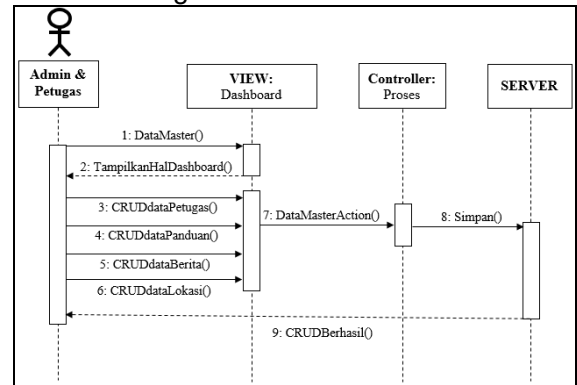 Admin &
Petugas
VIEW:
Dashboard
Controller:
Proses
SERVER
1: DataMaster()
2: TampilkanHalDashboard()
3: CRUDdataPetugas()
7: DataMasterAction()
8: Simpan()
4: CRUDdataPanduan()
5: CRUDdataBerita()
6: CRUDdataLokasi()
9: CRUDBerhasil()